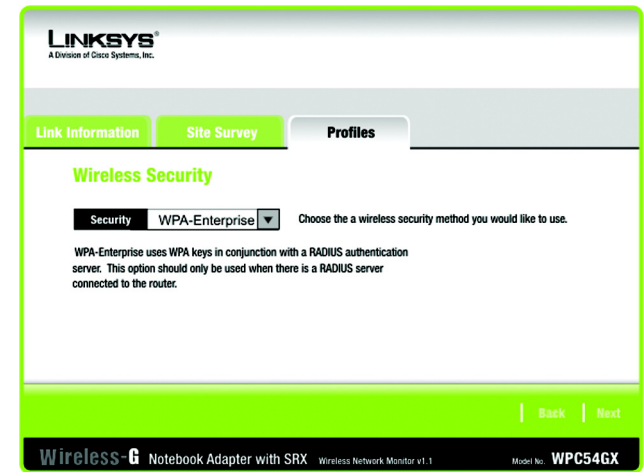 LINKSYS®
A Division of Cisco Systems, Inc.
Link Information
Site Survey
Profiles
Wireless Security
Security WPA-Enterprise Choose the a wireless security method you would like to use.
WPA-Enterprise uses WPA keys in conjunction with a RADIUS authentication
server. This option should only be used when there is a RADIUS server
connected to the router.
Back Next
Wireless-G Notebook Adapter with SRX Wireless Network Monitor v1.1 Model No. WPC54GX